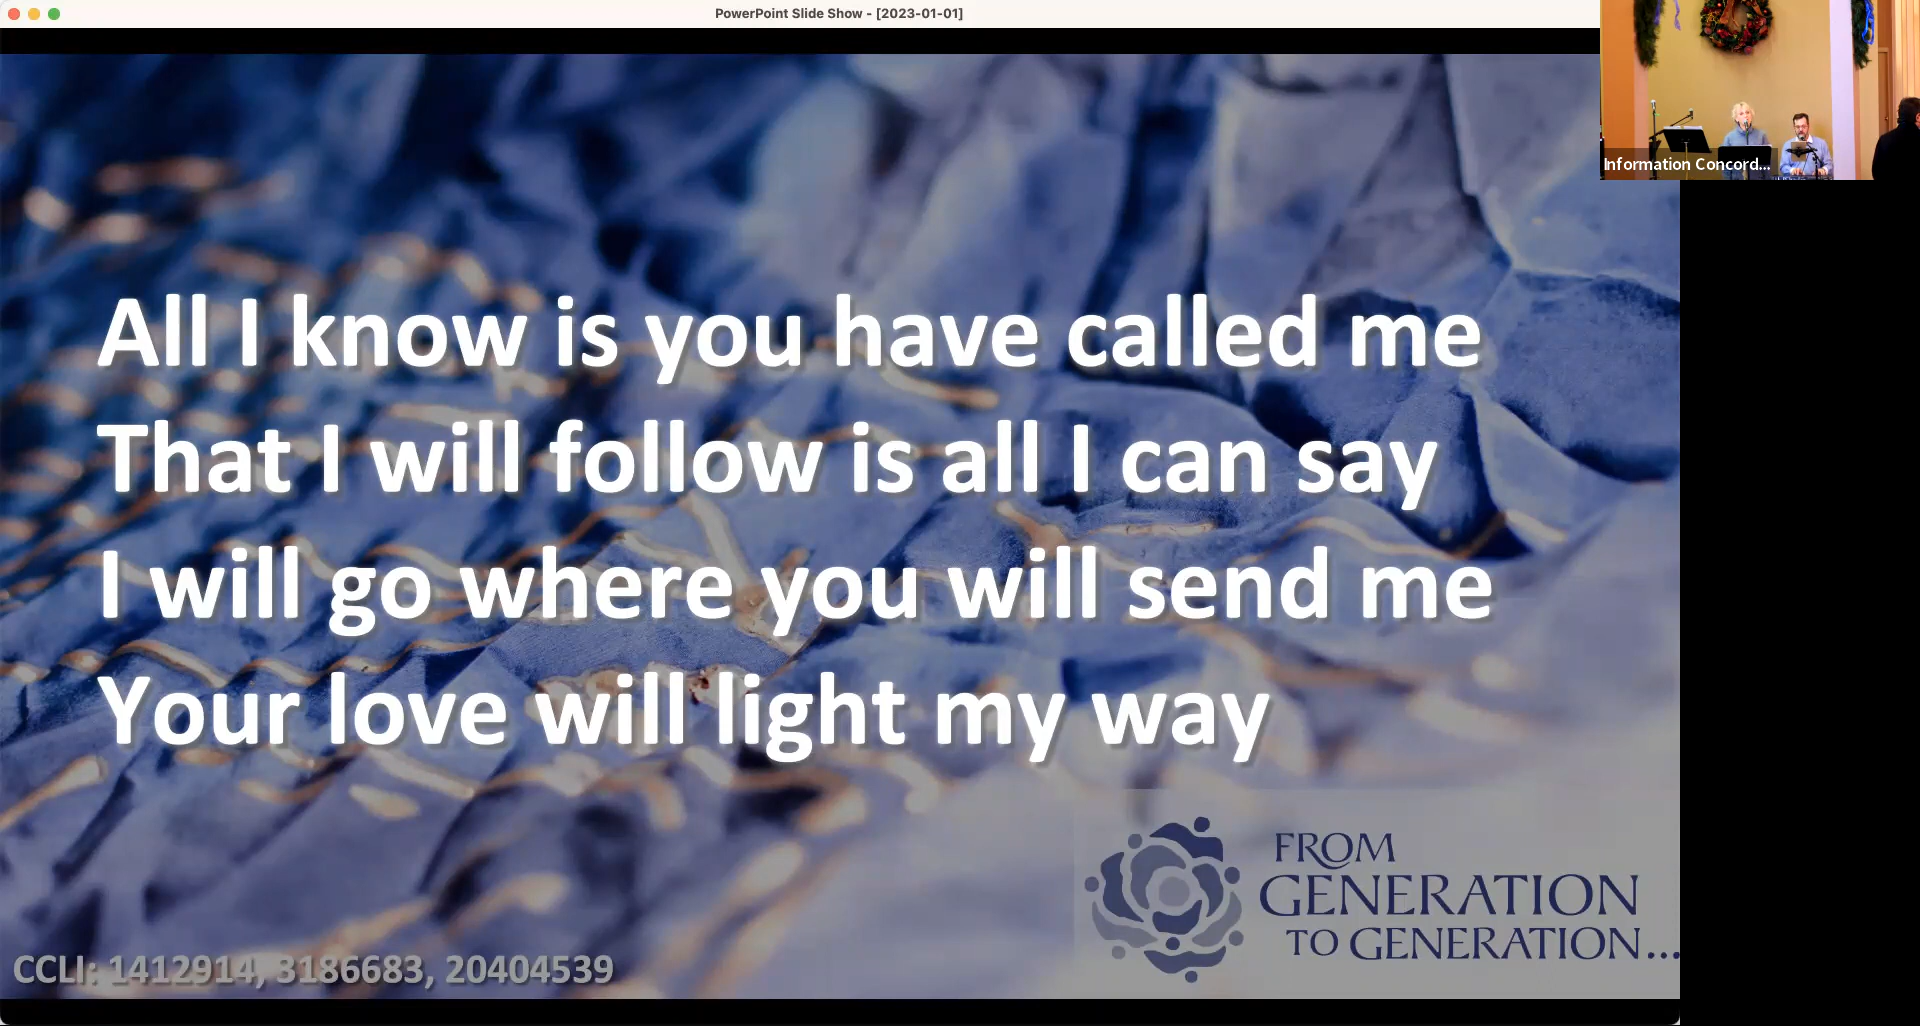 PowerPoint Slide Show - [2023-01-01]
Information Concord...
All I know is you have called me
That I will follow is all I can say
I will go where you will send me
Your love will light my way
FROM
GENERATION
TO GENERATION...
CCLI: 1412914, 3186683, 20404539